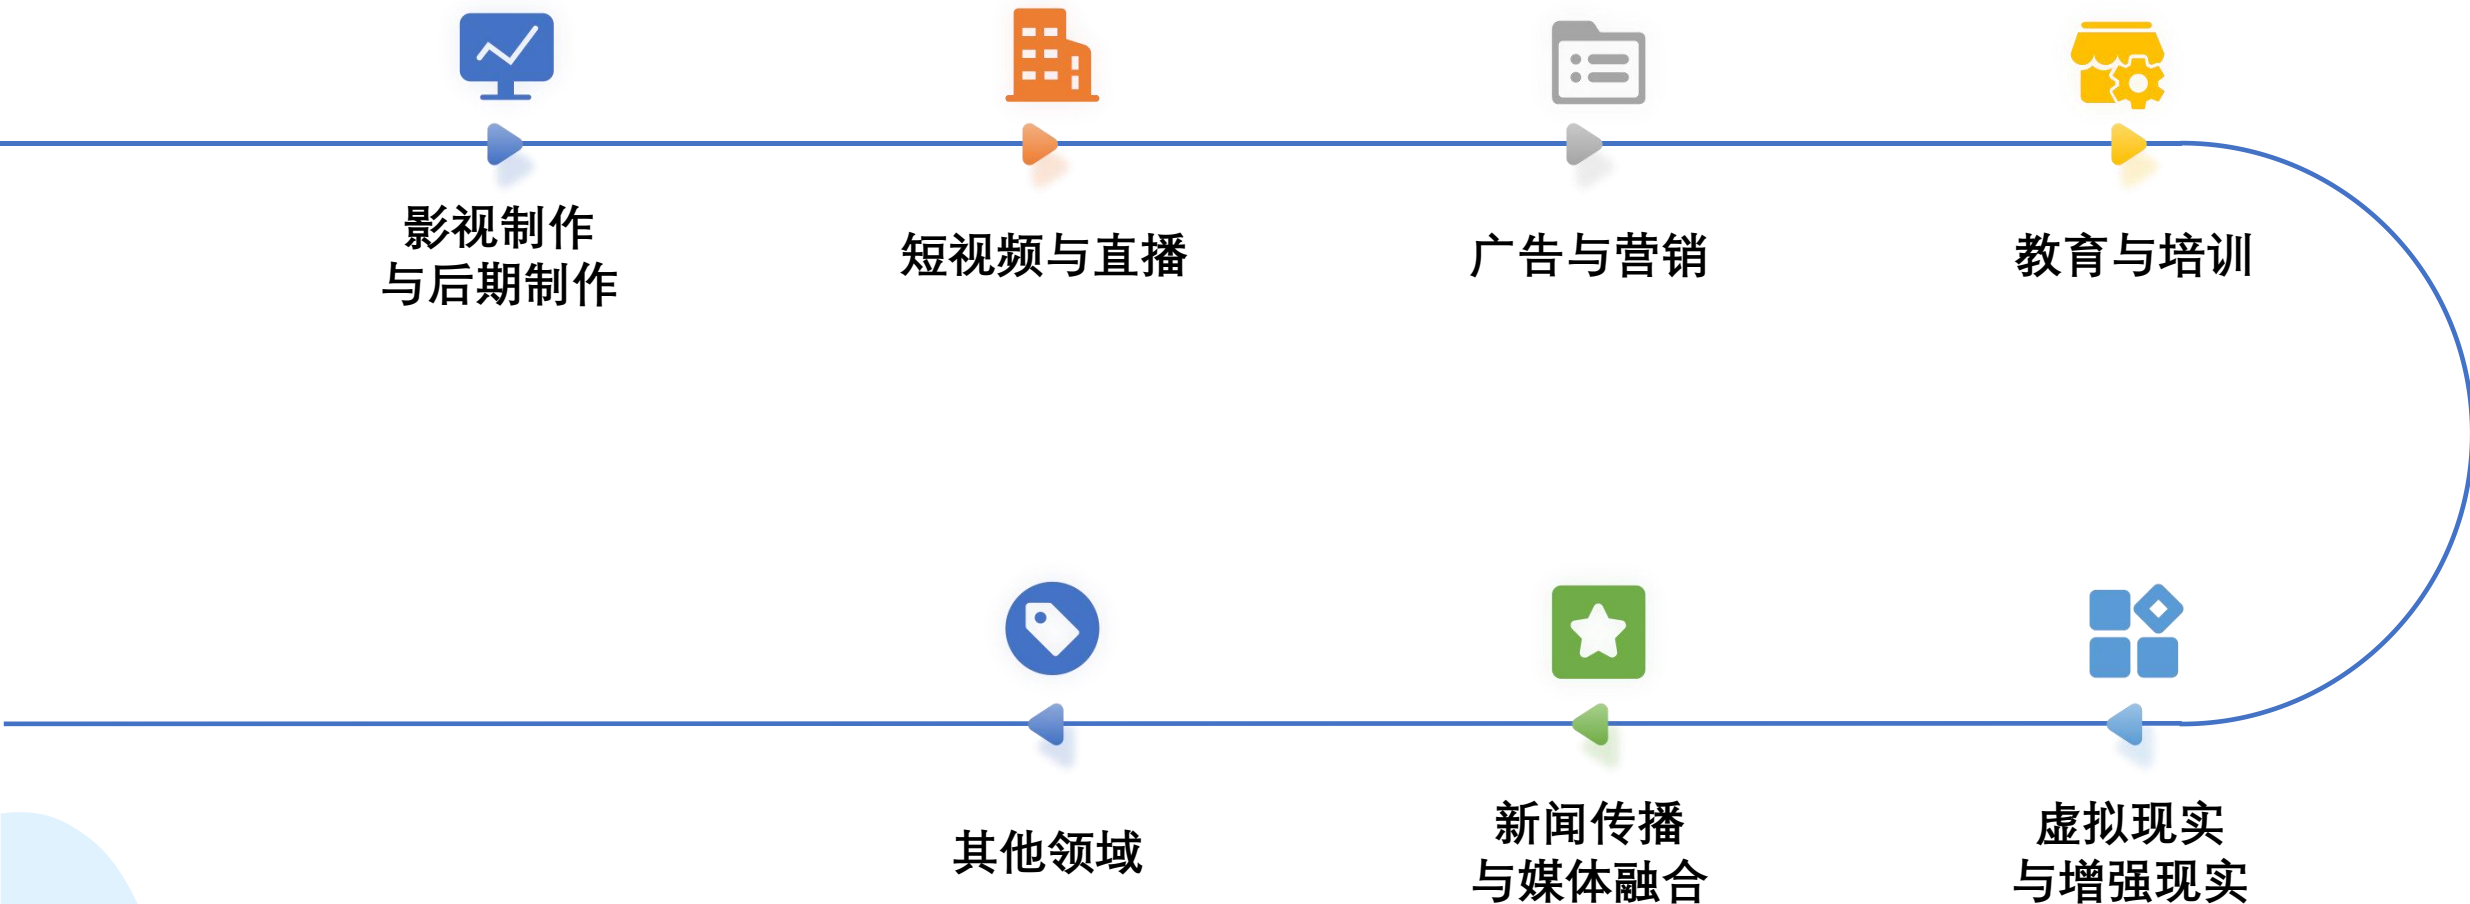 影视制作
与后期制作
短视频与直播
广告与营销
教育与培训
虚拟现实
与增强现实
新闻传播
与媒体融合
其他领域